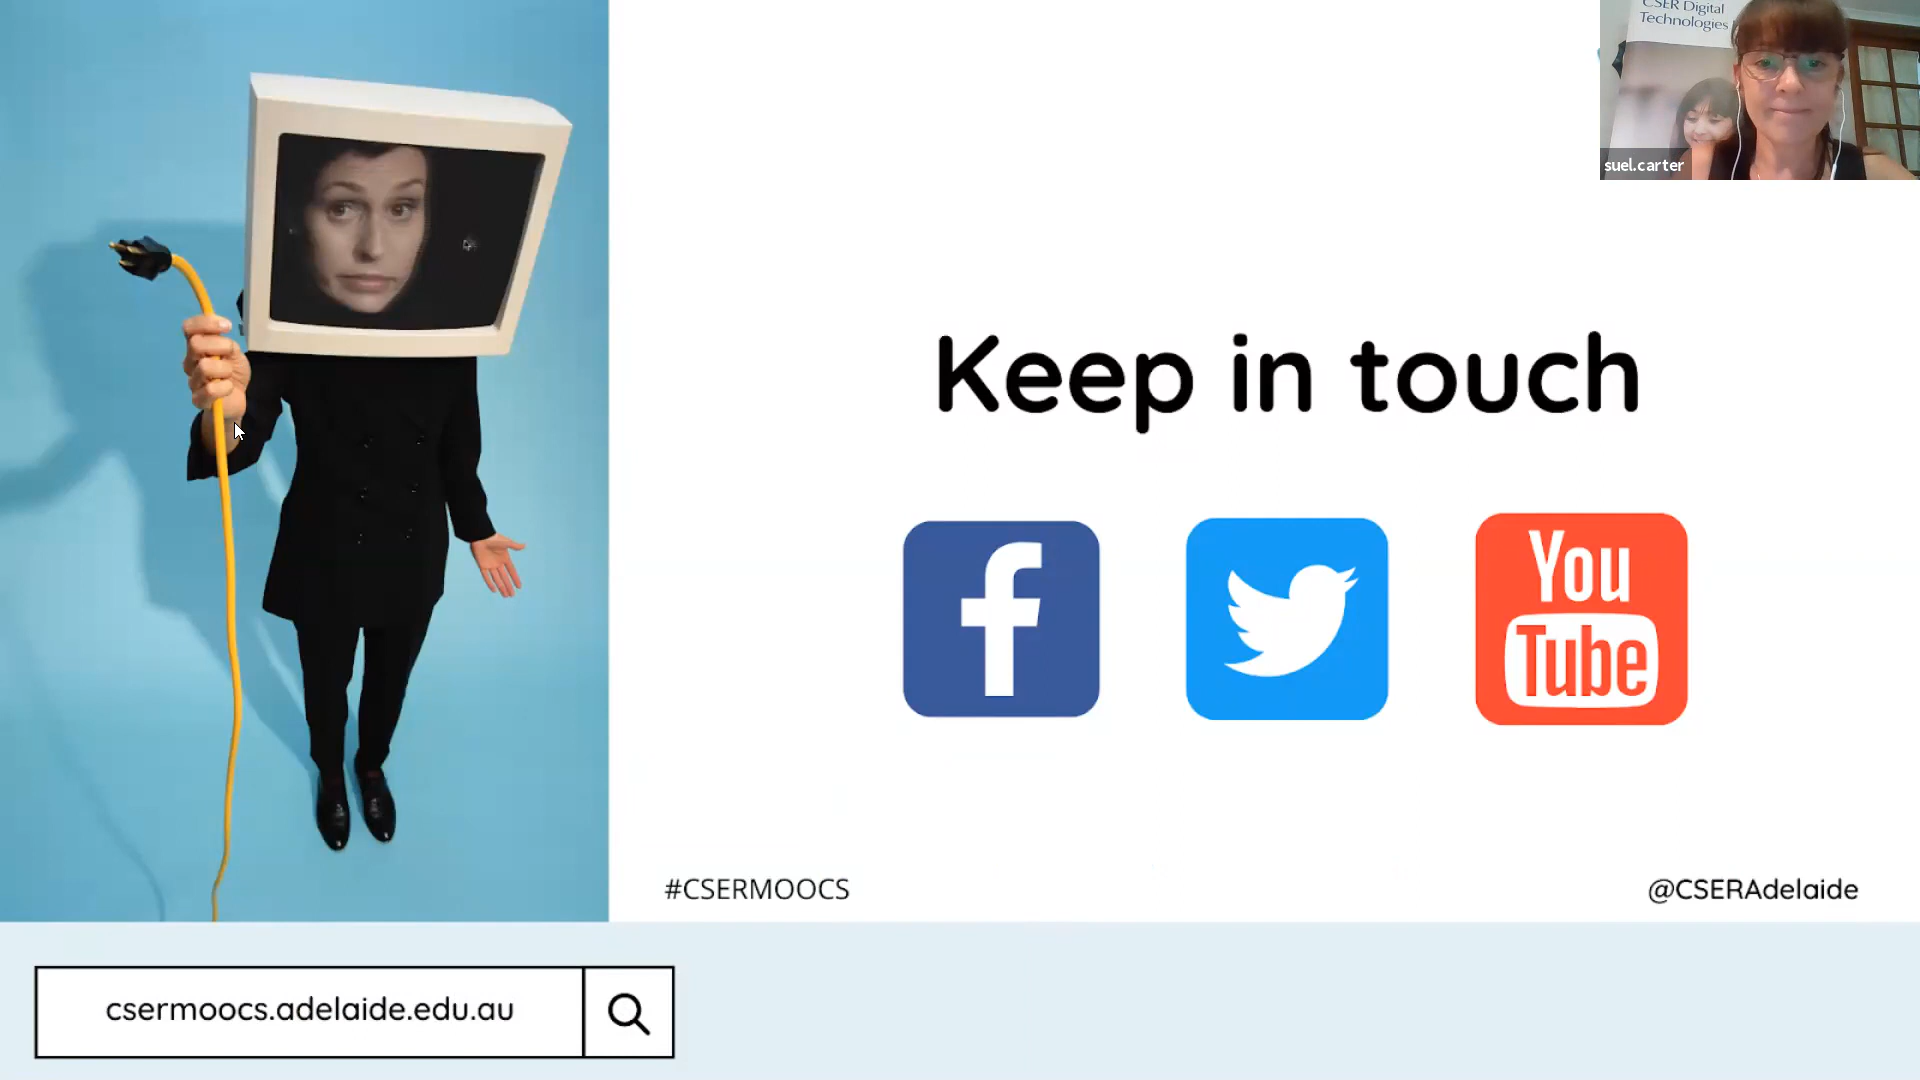 CSER Digital
Technologies
suel.carter
Keep in touch
f
You
Tube
#CSERMOOCS
@CSERAdelaide
csermoocs.adelaide.edu.au